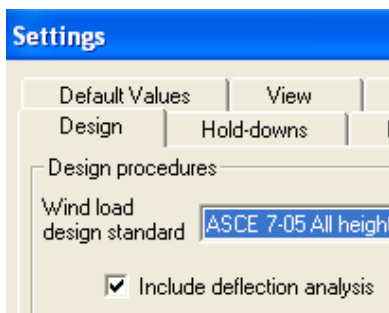 Settings
Default Values View
Design Hold-downs
Design procedures
Wind load
design standard ASCE 7-05 All
Include deflection analysis